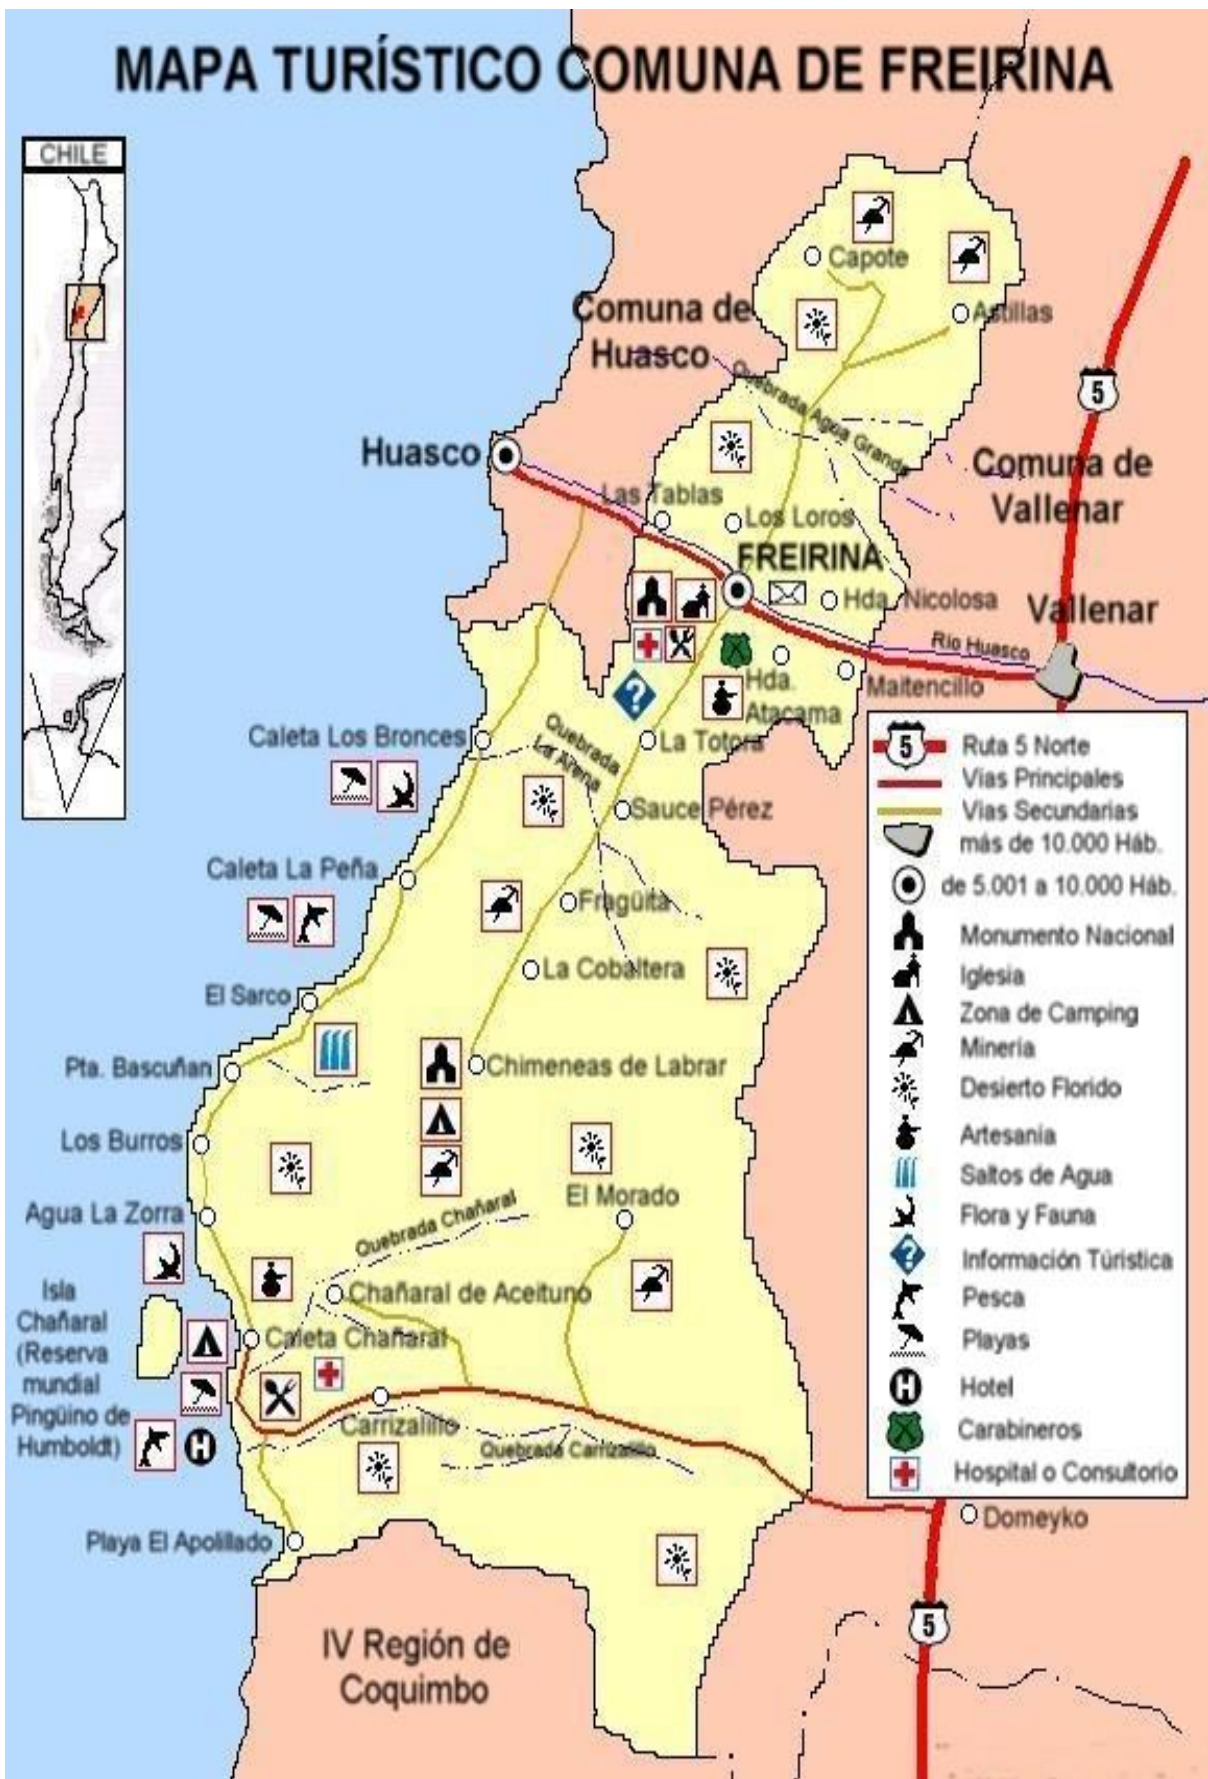 MAPA TURÍSTICO COMUNA DE FREIRINA
CHILE
Capote
Astillas
Comuna de
Huasco
Quebrada Agua Grande
Huasco
Comuna de
Vallenar
Las Tablas
Los Loros
FREIRINA
Hda. Nicolosa
Vallenar
Rio Huasco
Hda.
Atacama
Maitencillo
Caleta Los Bronces
Quebrada
La Arena
La Totora
Sauce Pérez
Caleta La Peña
Fragüita
La Cobaltera
El Sarco
Pta. Bascuñan
Chimeneas de Labrar
Los Burros
Agua La Zorra
El Morado
Quebrada Chañaral
Isla
Chañaral
(Reserva
mundial
Pingüino de
Humboldt)
Chañaral de Aceituno
Caleta Chañaral
H
Carrizalillo
Quebrada Carrizalillo
Playa El Apolillado
Domeyko
IV Región de
Coquimbo
5
5
5 Ruta 5 Norte
Vías Principales
Vías Secundarias
más de 10.000 Háb.
de 5.001 a 10.000 Háb.
Monumento Nacional
Iglesia
Zona de Camping
Minería
Desierto Florido
Artesanía
Saltos de Agua
Flora y Fauna
? Información Túristica
Pesca
Playas
H Hotel
Carabineros
Hospital o Consultorio
?